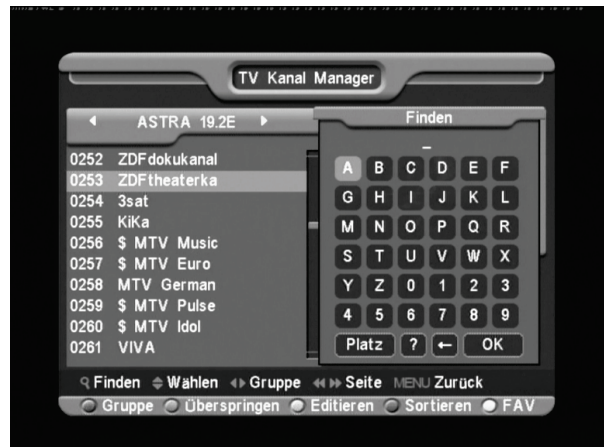 TV Kanal Manager
ASTRA 19.2E
Finden
_
0252 ZDFdokukanal
0253 ZDFtheaterka
0254 3sat
0255 KiKa
0256 $ MTV Music
0257 $ MTV Euro
0258 MTV German
0259 $ MTV Pulse
0260 $ MTV Idol
0261 VIVA
A B C D E F
G H I J K L
M N O P Q R
S T U V W X
Y Z 0 1 2 3
4 5 6 7 8 9
Platz ? ← OK
Finden Wählen Gruppe Seite MENU Zurück
Gruppe Überspringen Editieren Sortieren FAV